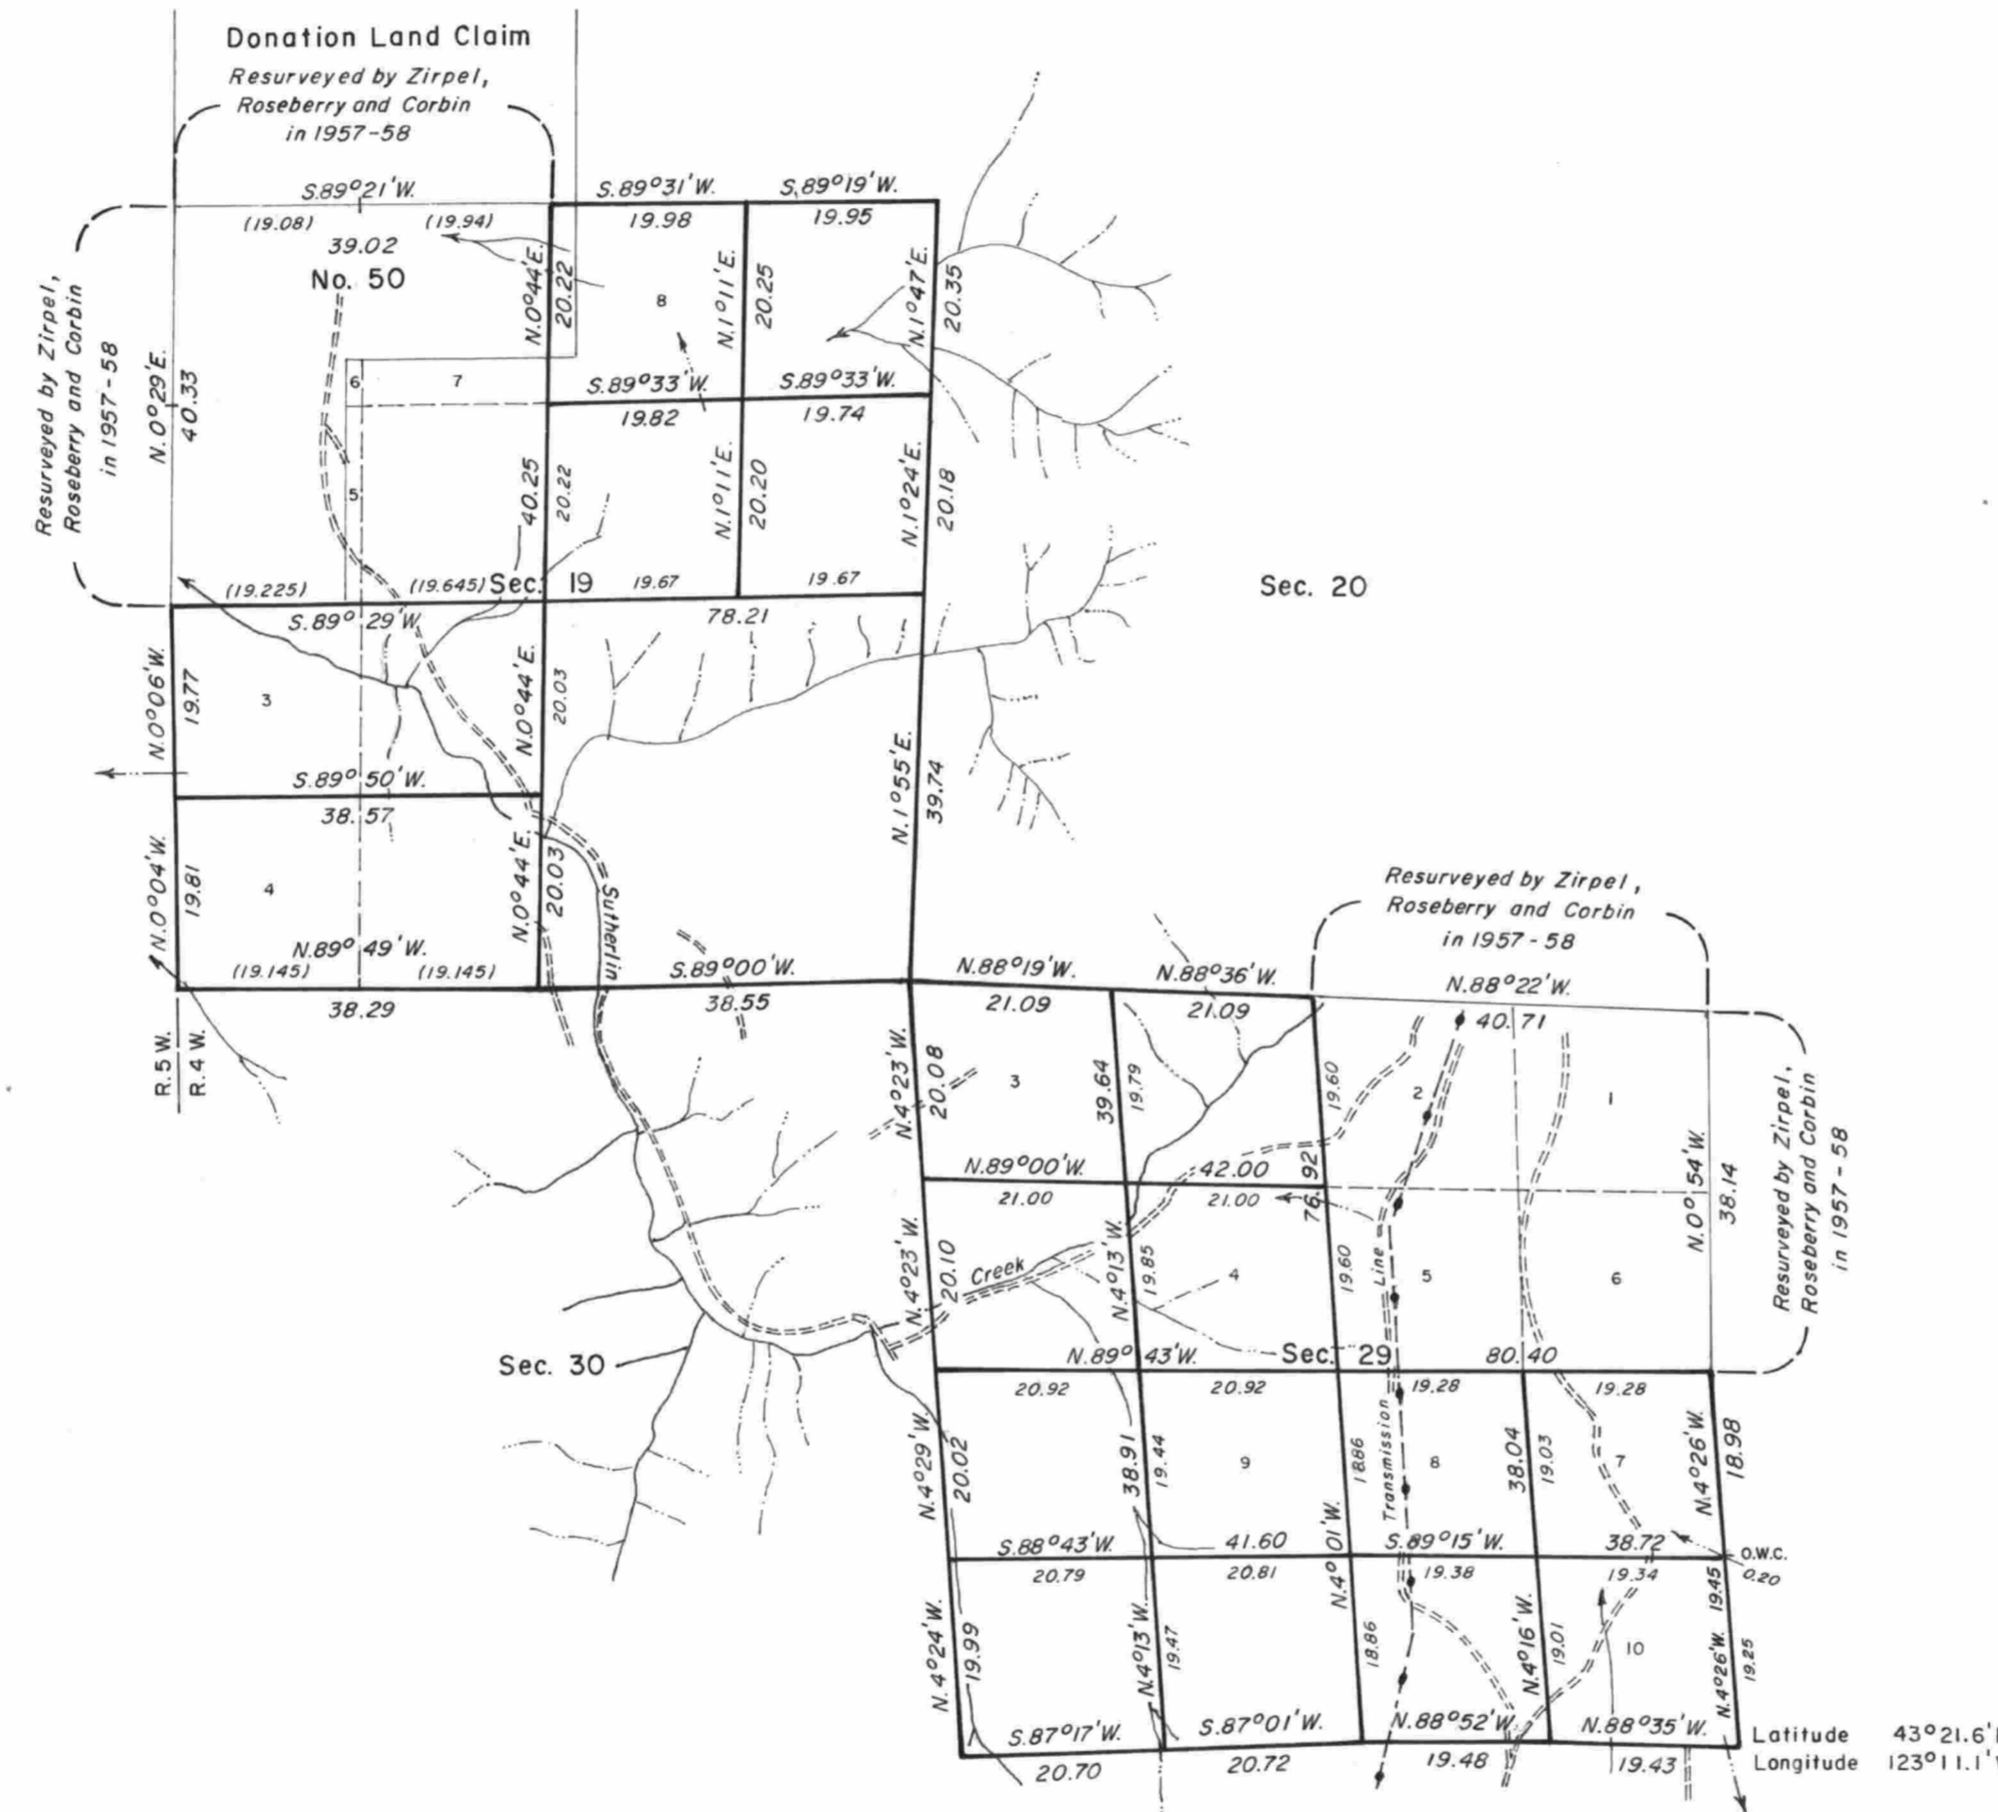 Donation Land Claim
Resurveyed by Zirpel,
Roseberry and Corbin
in 1957-58
S.89°21'W.
(19.08)
(19.94)
39.02
No. 50
S.89°31'W.
19.98
S.89°19'W.
19.95
Resurveyed by Zirpel,
Roseberry and Corbin
in 1957-58
N.0°29'E.
40.33
N.0°44'E.
20.22
8
N.1°11'E.
20.25
N.1°47'E.
20.35
6
7
S.89°33'W.
19.82
S.89°33'W.
19.74
5
40.25
20.22
N.1°11'E.
20.20
N.1°24'E.
20.18
(19.225)
(19.645)
Sec. 19
19.67
19.67
Sec. 20
S.89°29'W.
78.21
N.0°06'W.
19.77
3
N.0°44'E.
20.03
S.89°50'W.
38.57
N.1°55'E.
39.74
N.0°04'W.
19.81
4
N.0°44'E.
20.03
Sutherlin
N.89°49'W.
(19.145)
(19.145)
38.29
S.89°00'W.
38.55
R.5 W.
R.4 W.
Resurveyed by Zirpel,
Roseberry and Corbin
in 1957-58
N.88°19'W.
21.09
N.88°36'W.
21.09
N.88°22'W.
40.71
N.4°23'W.
20.08
3
39.64
19.79
19.60
2
1
N.0°54'W.
38.14
Resurveyed by Zirpel,
Roseberry and Corbin
in 1957-58
N.89°00'W.
42.00
21.00
21.00
76.92
N.4°23'W.
20.10
Creek
N.4°13'W.
19.85
4
19.60
Line
5
6
Sec. 30
N.89°43'W.
Sec. 29
80.40
20.92
20.92
19.28
19.28
N.4°29'W.
20.02
38.91
19.44
9
18.86
Transmission
8
38.04
19.03
7
N.4°26'W.
18.98
S.88°43'W.
41.60
N.4°01'W.
S.89°15'W.
38.72
O.W.C.
0.20
20.79
20.81
19.38
19.34
N.4°24'W.
19.99
N.4°13'W.
19.47
18.86
N.4°16'W.
19.01
10
N.4°26'W. 19.45
19.25
S.87°17'W.
20.70
S.87°01'W.
20.72
N.88°52'W.
19.48
N.88°35'W.
19.43
Latitude 43°21.6'
Longitude 123°11.1'